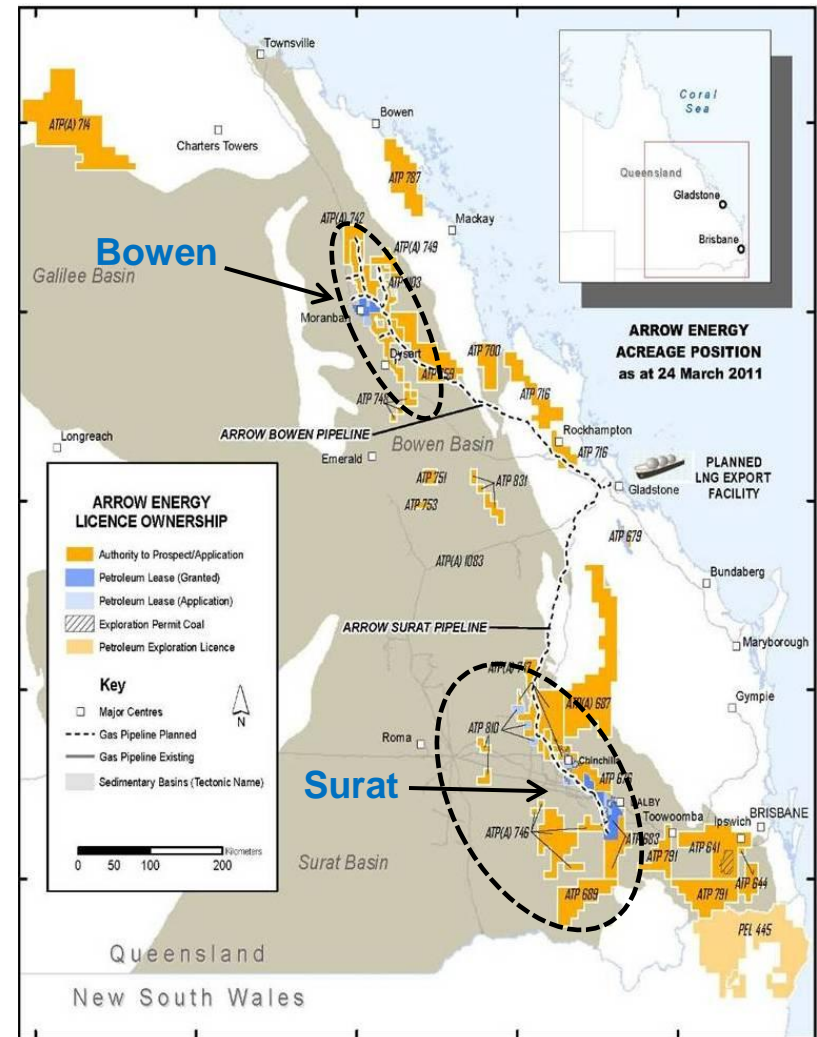 Townsville
Coral
Sea
Bowen
ATP(A) 714
Charters Towers
Queensland
ATP 787
Gladstone
ATP(A) 742
Mackay
Brisbane
Bowen
ATP(A) 749
Galilee Basin
Moranbah
ARROW ENERGY
ACREAGE POSITION
as at 24 March 2011
Dysart
ATP 700
ATP 759
ATP 716
ATP 748
Rockhampton
ARROW BOWEN PIPELINE
Longreach
Bowen Basin
ATP 716
Emerald
PLANNED
LNG EXPORT
FACILITY
ATP 751
ATP 831
Gladstone
ATP 753
ATP 679
ATP(A) 1083
Bundaberg
ARROW ENERGY
LICENCE OWNERSHIP
Authority to Prospect/Application
Petroleum Lease (Granted)
Petroleum Lease (Application)
Exploration Permit Coal
Petroleum Exploration Licence
Key
N
Major Centres
Gas Pipeline Planned
Gas Pipeline Existing
Sedimentary Basins (Tectonic Name)
Kilometers
0 50 100 200
ARROW SURAT PIPELINE
Maryborough
ATP(A) 747
Gympie
ATP(A) 687
ATP 810
Roma
Chinchilla
ATP 676
Surat
DALBY
Toowoomba
Ipswich
BRISBANE
ATP(A) 746
ATP 683
ATP 791
ATP 641
Surat Basin
ATP 644
ATP 689
ATP 791
PEL 445
Queensland
New South Wales